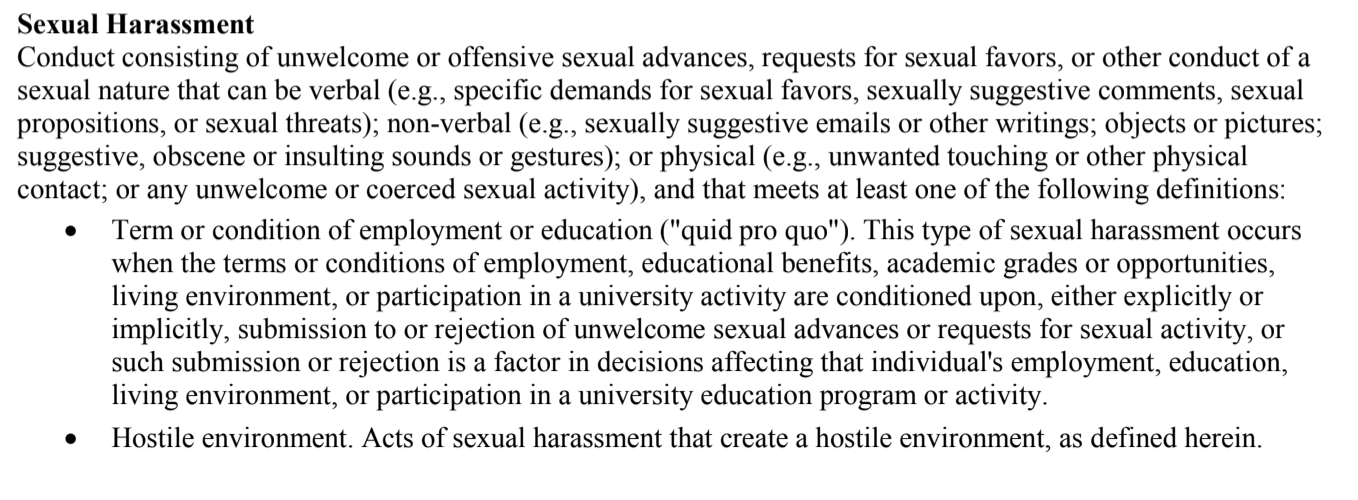 Sexual Harassment
Conduct consisting of unwelcome or offensive sexual advances, requests for sexual favors, or other conduct of a
sexual nature that can be verbal (e.g., specific demands for sexual favors, sexually suggestive comments, sexual
propositions, or sexual threats); non-verbal (e.g., sexually suggestive emails or other writings; objects or pictures;
suggestive, obscene or insulting sounds or gestures); or physical (e.g., unwanted touching or other physical
contact; or any unwelcome or coerced sexual activity), and that meets at least one of the following definitions:
• Term or condition of employment or education ("quid pro quo"). This type of sexual harassment occurs
when the terms or conditions of employment, educational benefits, academic grades or opportunities,
living environment, or participation in a university activity are conditioned upon, either explicitly or
implicitly, submission to or rejection of unwelcome sexual advances or requests for sexual activity, or
such submission or rejection is a factor in decisions affecting that individual's employment, education,
living environment, or participation in a university education program or activity.
• Hostile environment. Acts of sexual harassment that create a hostile environment, as defined herein.